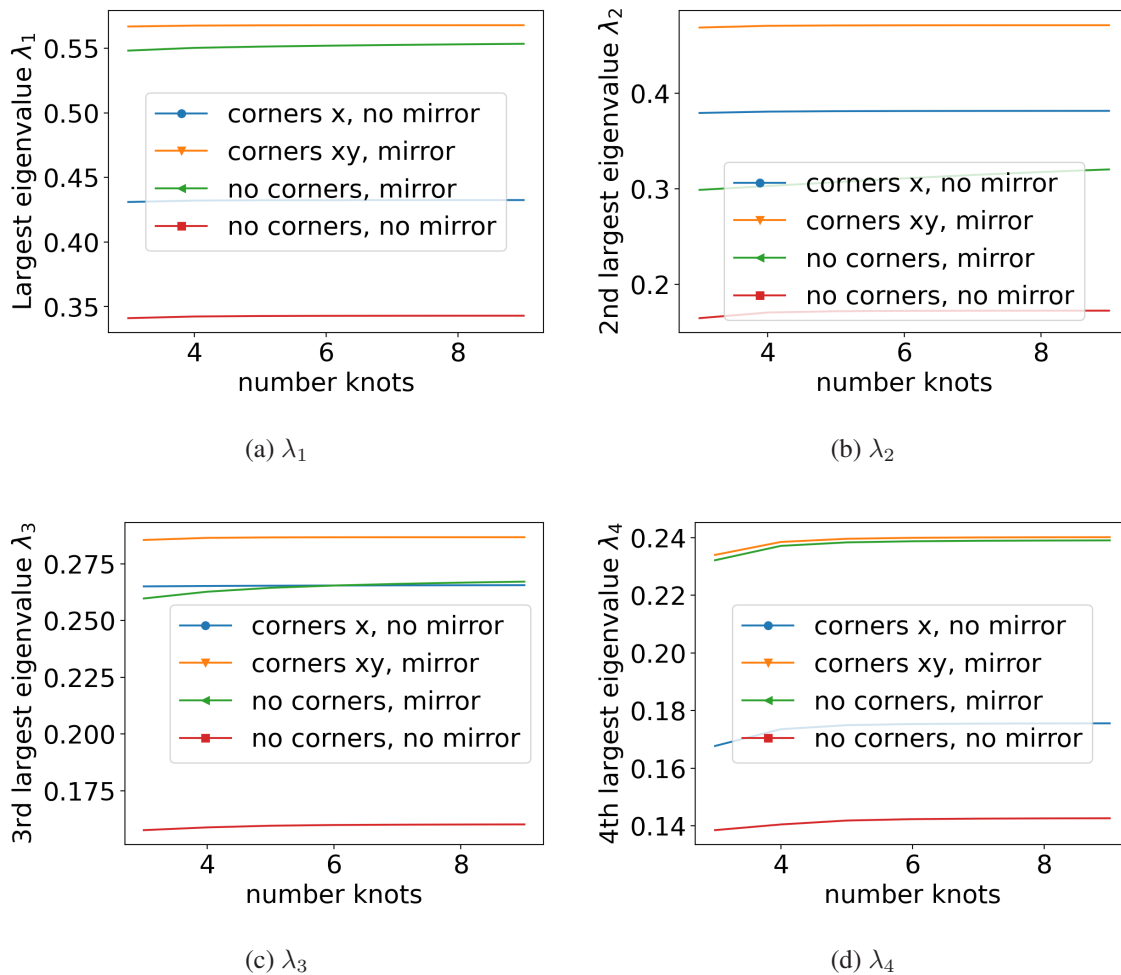 Largest eigenvalue λ1
0.55
0.50
0.45
0.40
0.35
corners x, no mirror
corners xy, mirror
no corners, mirror
no corners, no mirror
4 6 8
number knots
(a) λ1
2nd largest eigenvalue λ2
0.4
0.3
0.2
corners x, no mirror
corners xy, mirror
no corners, mirror
no corners, no mirror
4 6 8
number knots
(b) λ2
3rd largest eigenvalue λ3
0.275
0.250
0.225
0.200
0.175
corners x, no mirror
corners xy, mirror
no corners, mirror
no corners, no mirror
4 6 8
number knots
(c) λ3
4th largest eigenvalue λ4
0.24
0.22
0.20
0.18
0.16
0.14
corners x, no mirror
corners xy, mirror
no corners, mirror
no corners, no mirror
4 6 8
number knots
(d) λ4